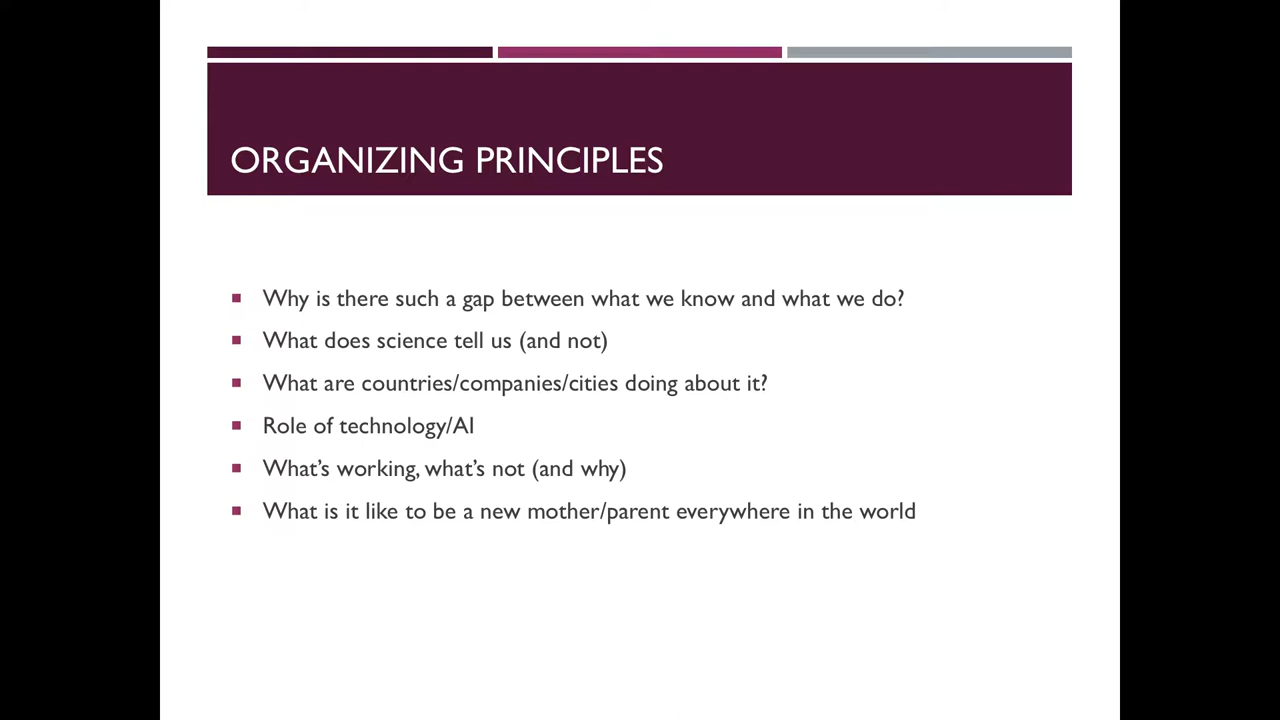 ORGANIZING PRINCIPLES
Why is there such a gap between what we know and what we do?
What does science tell us (and not)
What are countries/companies/cities doing about it?
Role of technology/AI
What’s working, what’s not (and why)
What is it like to be a new mother/parent everywhere in the world